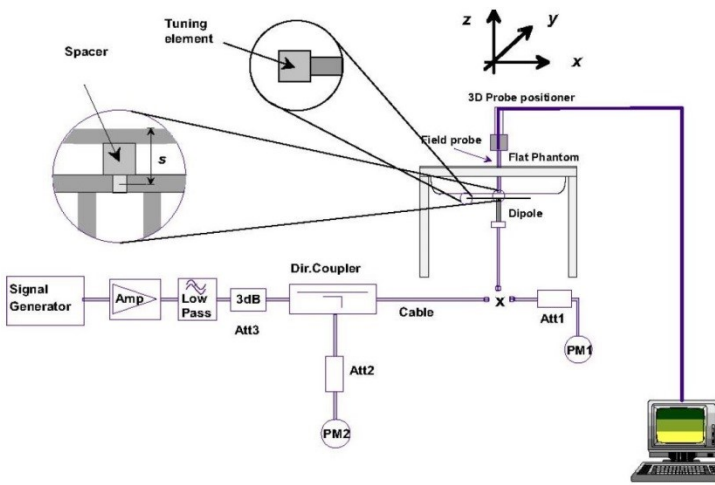 Tuning
element
Spacer
s
z
y
x
3D Probe positioner
Field probe
Flat Phantom
Dipole
Signal
Generator
Amp
Low
Pass
3dB
Att3
Dir.Coupler
Cable
x
Att1
PM1
Att2
PM2